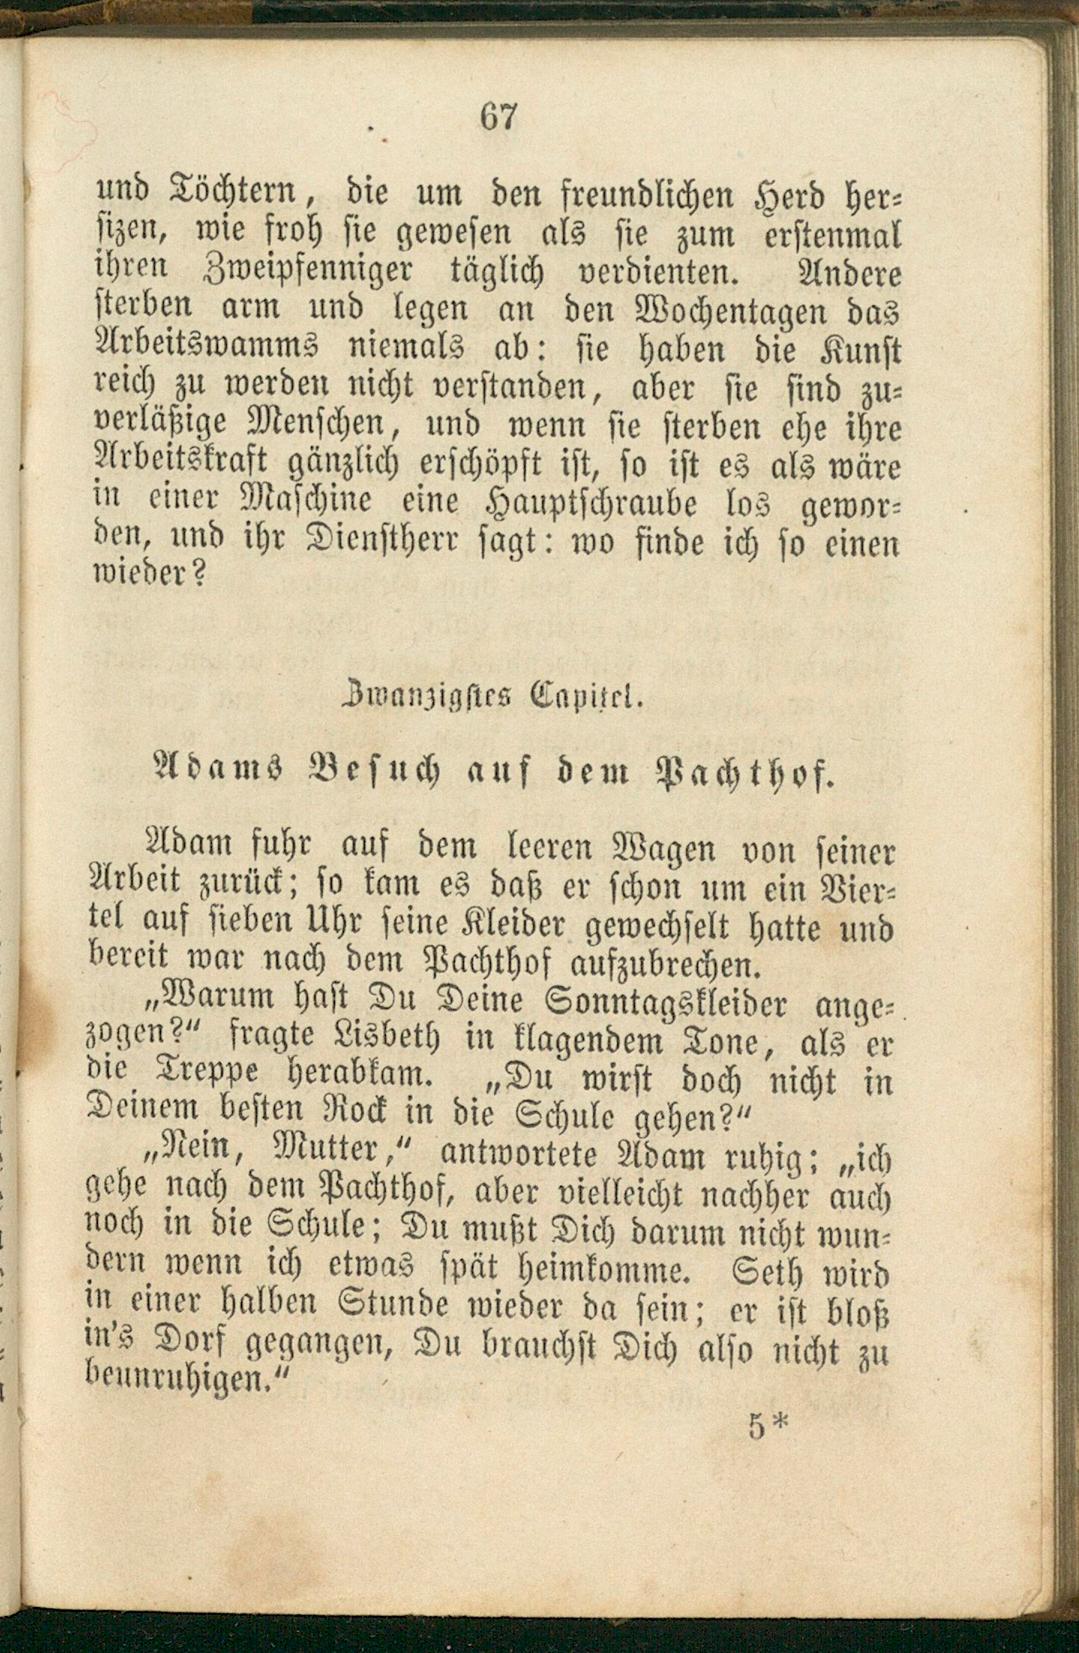 67
und Töchtern, die um den freundlichen Herd her-
sizen, wie froh sie gewesen als sie zum erstenmal
ihren Zweipfenniger täglich verdienten. Andere
sterben arm und legen an den Wochentagen das
Arbeitswamms niemals ab: sie haben die Kunst
reich zu werden nicht verstanden, aber sie sind zu-
verläßige Menschen, und wenn sie sterben ehe ihre
Arbeitskraft gänzlich erschöpft ist, so ist es als wäre
in einer Maschine eine Hauptschraube los gewor-
den, und ihr Dienstherr sagt: wo finde ich so einen
wieder?
Zwanzigstes Capitel.
Adams Besuch auf dem Pachthof.
Adam fuhr auf dem leeren Wagen von seiner
Arbeit zurück; so kam es daß er schon um ein Vier-
tel auf sieben Uhr seine Kleider gewechselt hatte und
bereit war nach dem Pachthof aufzubrechen.
„Warum hast Du Deine Sonntagskleider ange-
zogen?“ fragte Lisbeth in klagendem Tone, als er
die Treppe herabkam. „Du wirst doch nicht in
Deinem besten Rock in die Schule gehen?“
„Nein, Mutter,“ antwortete Adam ruhig; „ich
gehe nach dem Pachthof, aber vielleicht nachher auch
noch in die Schule; Du mußt Dich darum nicht wun-
dern wenn ich etwas spät heimkomme. Seth wird
in einer halben Stunde wieder da sein; er ist bloß
in's Dorf gegangen, Du brauchst Dich also nicht zu
beunruhigen.“
5*